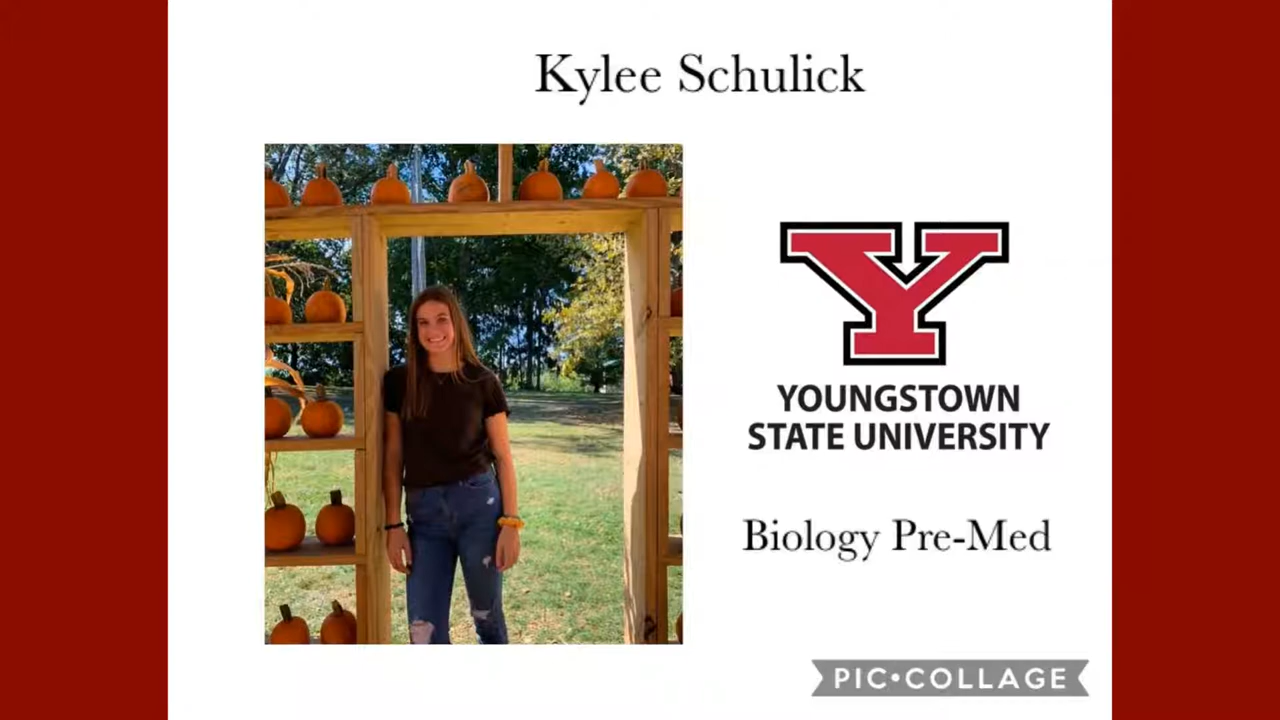 Kylee Schulick
Y
YOUNGSTOWN
STATE UNIVERSITY
Biology Pre-Med
PIC•COLLAGE